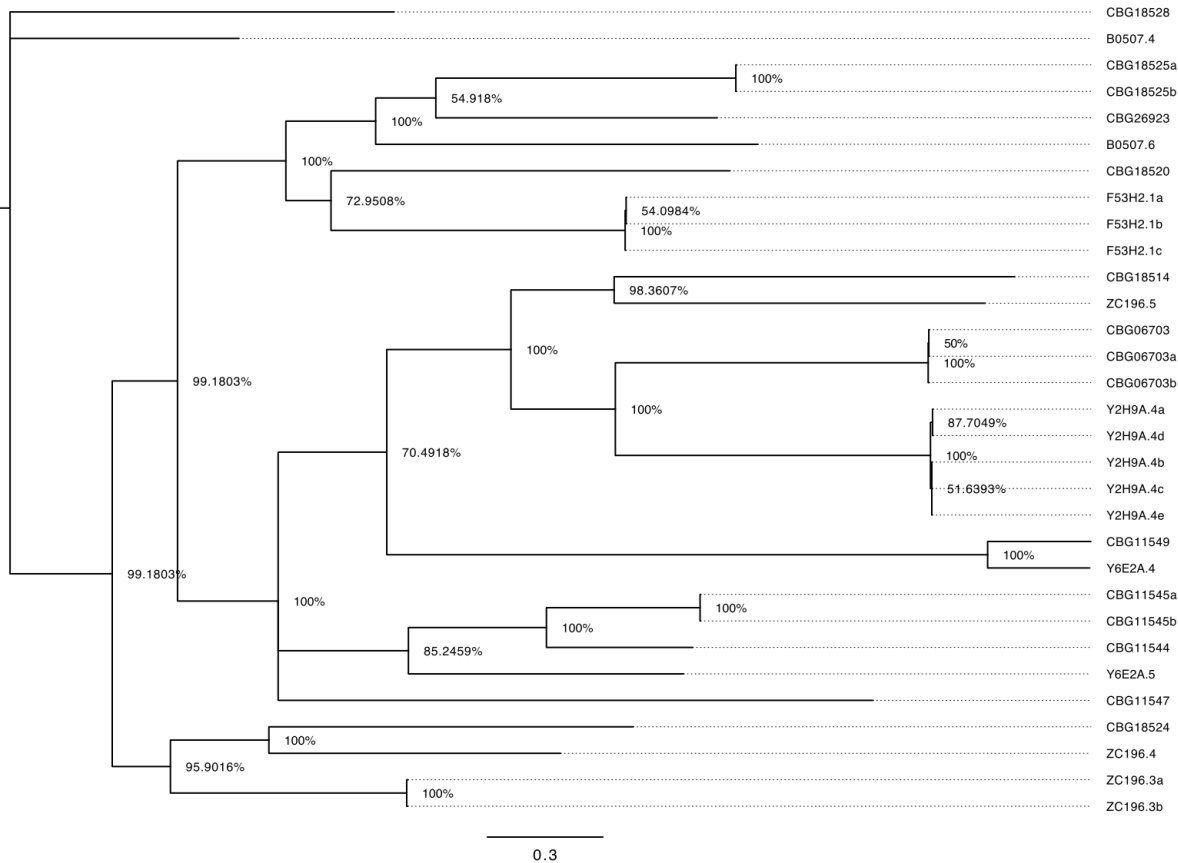 CBG18528
B0507.4
CBG18525a
100%
CBG18525b
54.918%
CBG26923
100%
B0507.6
100%
CBG18520
72.9508%
F53H2.1a
54.0984%
F53H2.1b
100%
F53H2.1c
CBG18514
98.3607%
ZC196.5
CBG06703
50%
100%
CBG06703a
100%
CBG06703b
99.1803%
100%
Y2H9A.4a
87.7049%
Y2H9A.4d
70.4918%
100%
Y2H9A.4b
51.6393%
Y2H9A.4c
Y2H9A.4e
CBG11549
100%
Y6E2A.4
99.1803%
CBG11545a
100%
100%
CBG11545b
100%
CBG11544
85.2459%
Y6E2A.5
CBG11547
CBG18524
100%
ZC196.4
95.9016%
ZC196.3a
100%
ZC196.3b
0.3